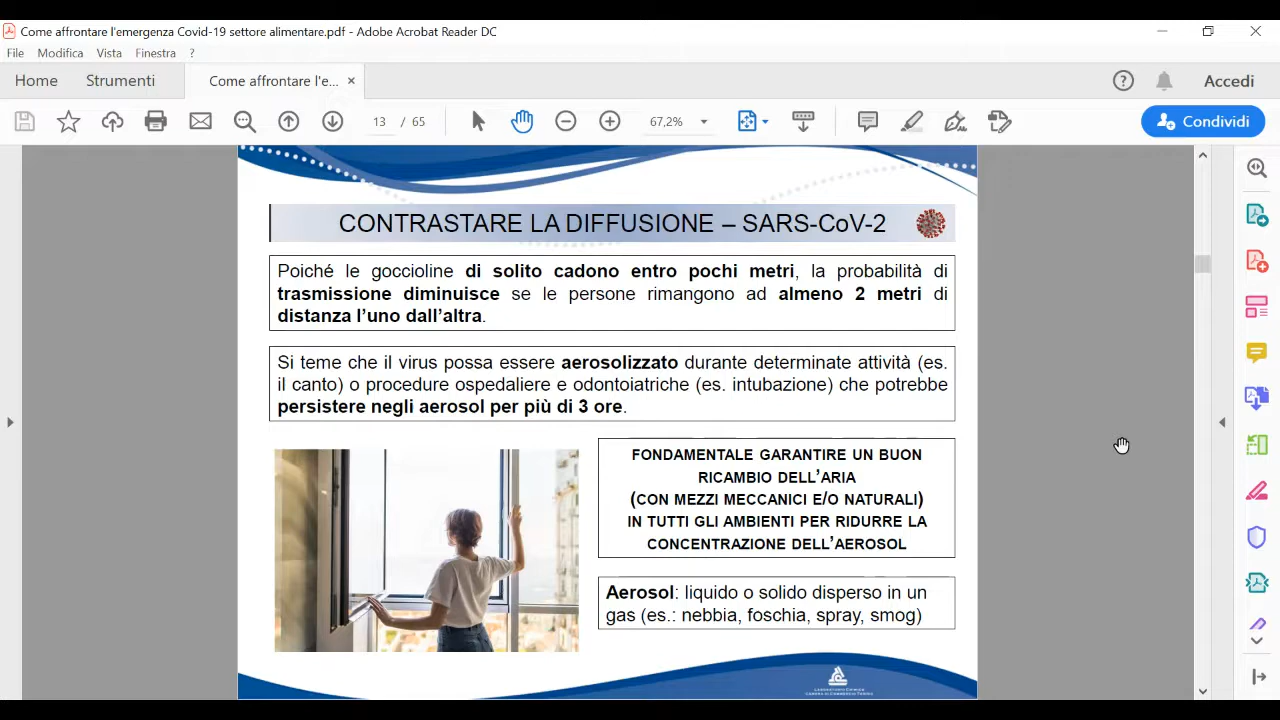 Come affrontare l'emergenza Covid-19 settore alimentare.pdf - Adobe Acrobat Reader DC
File Modifica Vista Finestra ?
Home Strumenti Come affrontare l'e... × Accedi
13 / 65 67,2% Condividi
CONTRASTARE LA DIFFUSIONE – SARS-CoV-2
Poiché le goccioline di solito cadono entro pochi metri, la probabilità di
trasmissione diminuisce se le persone rimangono ad almeno 2 metri di
distanza l'uno dall'altra.
Si teme che il virus possa essere aerosolizzato durante determinate attività (es.
il canto) o procedure ospedaliere e odontoiatriche (es. intubazione) che potrebbe
persistere negli aerosol per più di 3 ore.
FONDAMENTALE GARANTIRE UN BUON
RICAMBIO DELL'ARIA
(CON MEZZI MECCANICI E/O NATURALI)
IN TUTTI GLI AMBIENTI PER RIDURRE LA
CONCENTRAZIONE DELL'AEROSOL
Aerosol: liquido o solido disperso in un
gas (es.: nebbia, foschia, spray, smog)
LABORATORIO CHIMICO
CAMERA DI COMMERCIO TORINO